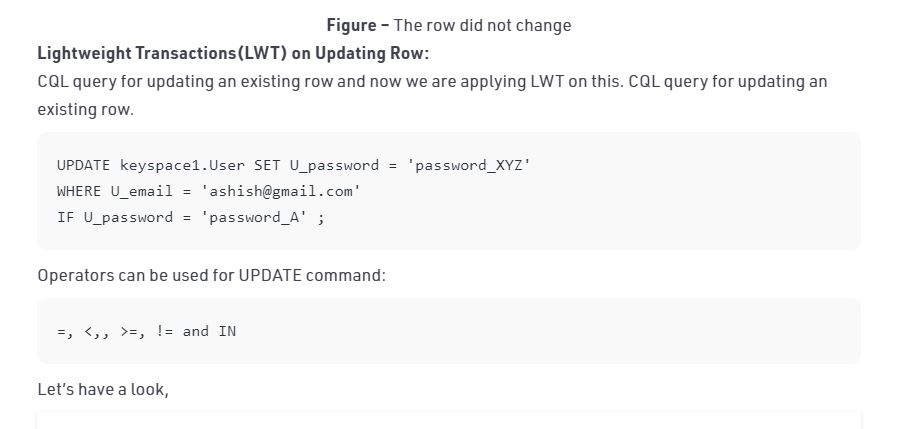 Figure – The row did not change
Lightweight Transactions(LWT) on Updating Row:
CQL query for updating an existing row and now we are applying LWT on this. CQL query for updating an
existing row.
UPDATE keyspace1.User SET U_password = 'password_XYZ'
WHERE U_email = 'ashish@gmail.com'
IF U_password = 'password_A' ;
Operators can be used for UPDATE command:
=, <,, >=, != and IN
Let's have a look,